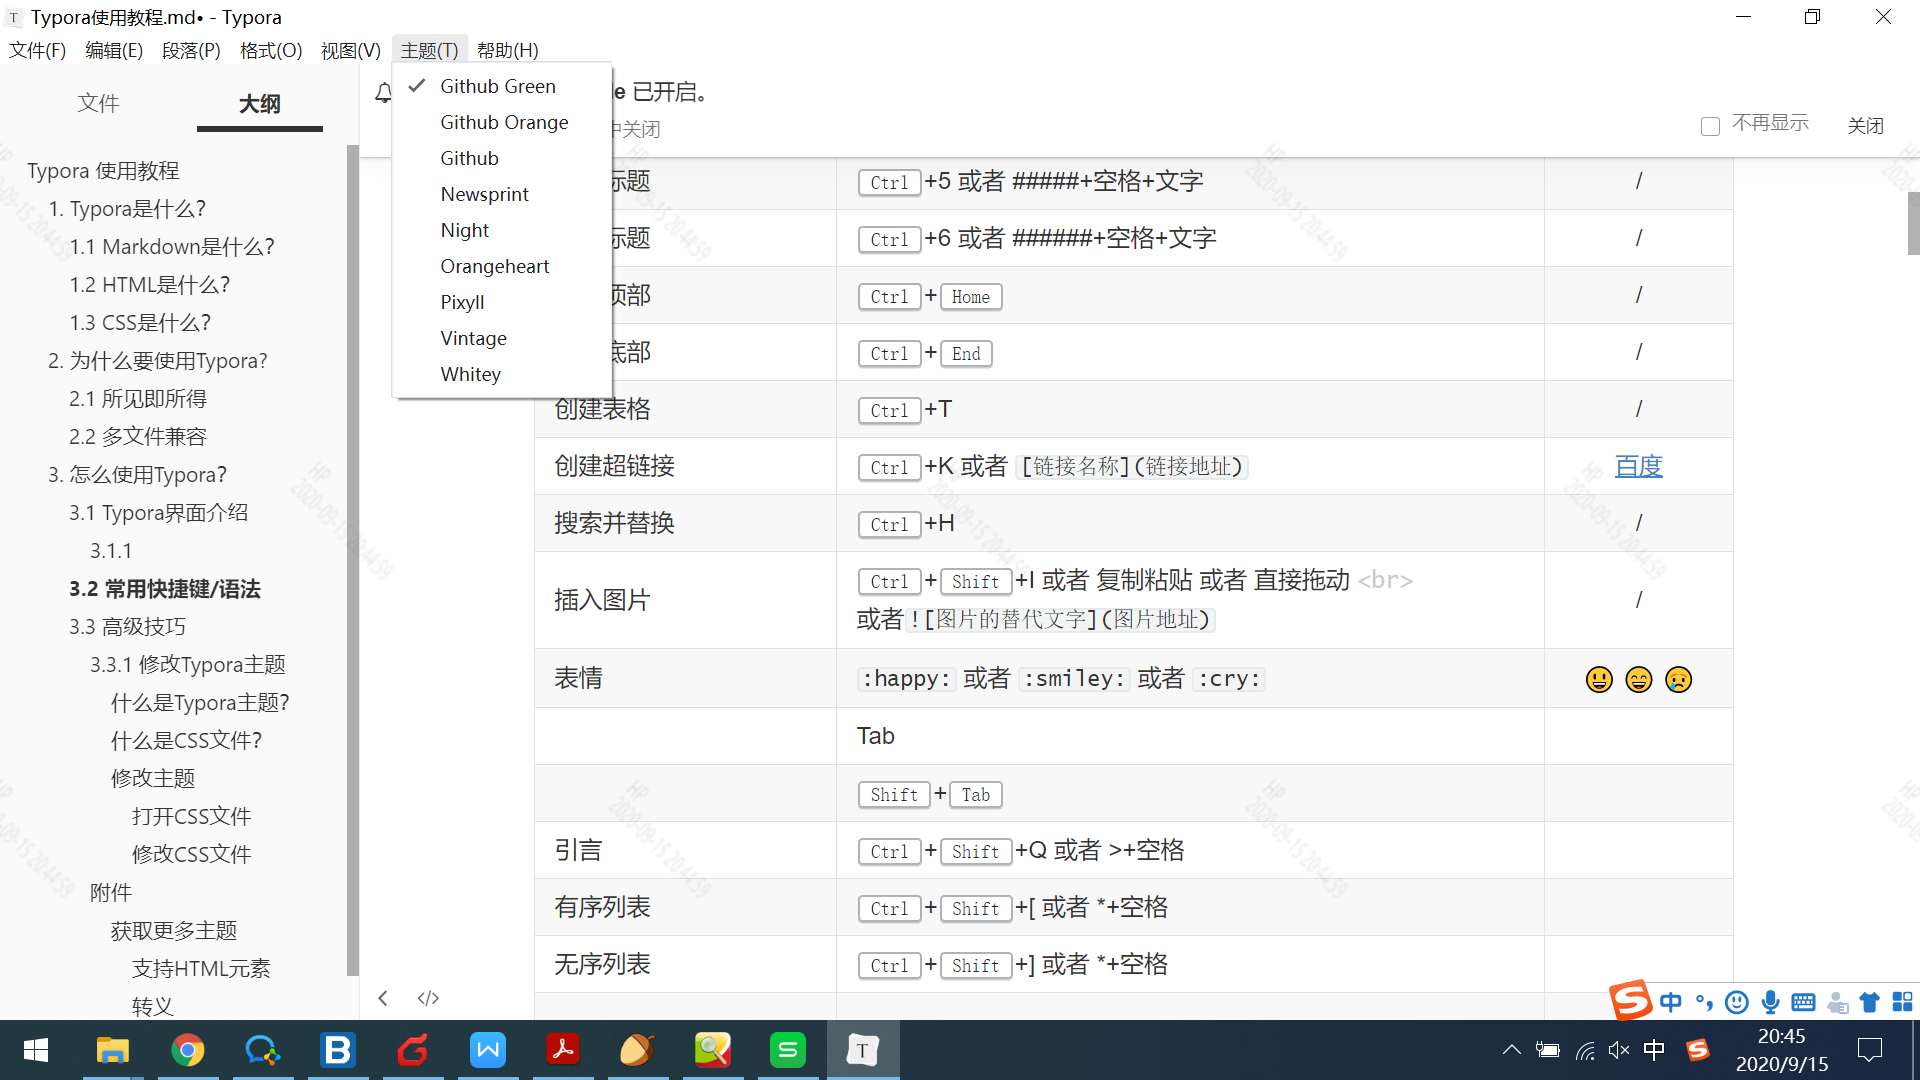 Typora使用教程.md• - Typora
文件(F) 编辑(E) 段落(P) 格式(O) 视图(V) 主题(T) 帮助(H)
文件 大纲
Typora 使用教程
1. Typora是什么?
1.1 Markdown是什么?
1.2 HTML是什么?
1.3 CSS是什么?
2. 为什么要使用Typora?
2.1 所见即所得
2.2 多文件兼容
3. 怎么使用Typora?
3.1 Typora界面介绍
3.1.1
3.2 常用快捷键/语法
3.3 高级技巧
3.3.1 修改Typora主题
什么是Typora主题?
什么是CSS文件?
修改主题
打开CSS文件
修改CSS文件
附件
获取更多主题
支持HTML元素
转义
Github Green
Github Orange
Github
Newsprint
Night
Orangeheart
Pixyll
Vintage
Whitey
已开启。
中关闭
不再显示 关闭
标题 Ctrl+5 或者 #####+空格+文字 /
标题 Ctrl+6 或者 ######+空格+文字 /
顶部 Ctrl+Home /
底部 Ctrl+End /
创建表格 Ctrl+T /
创建超链接 Ctrl+K 或者 [链接名称](链接地址) 百度
搜索并替换 Ctrl+H /
插入图片 Ctrl+Shift+I 或者 复制粘贴 或者 直接拖动 <br>
或者![图片的替代文字](图片地址) /
表情 :happy: 或者 :smiley: 或者 :cry: 😃 😄 😢
Tab
Shift+Tab
引言 Ctrl+Shift+Q 或者 >+空格
有序列表 Ctrl+Shift+[ 或者 *+空格
无序列表 Ctrl+Shift+] 或者 *+空格
</>
中
中
20:45
2020/9/15
HP
2020-09-15 204459